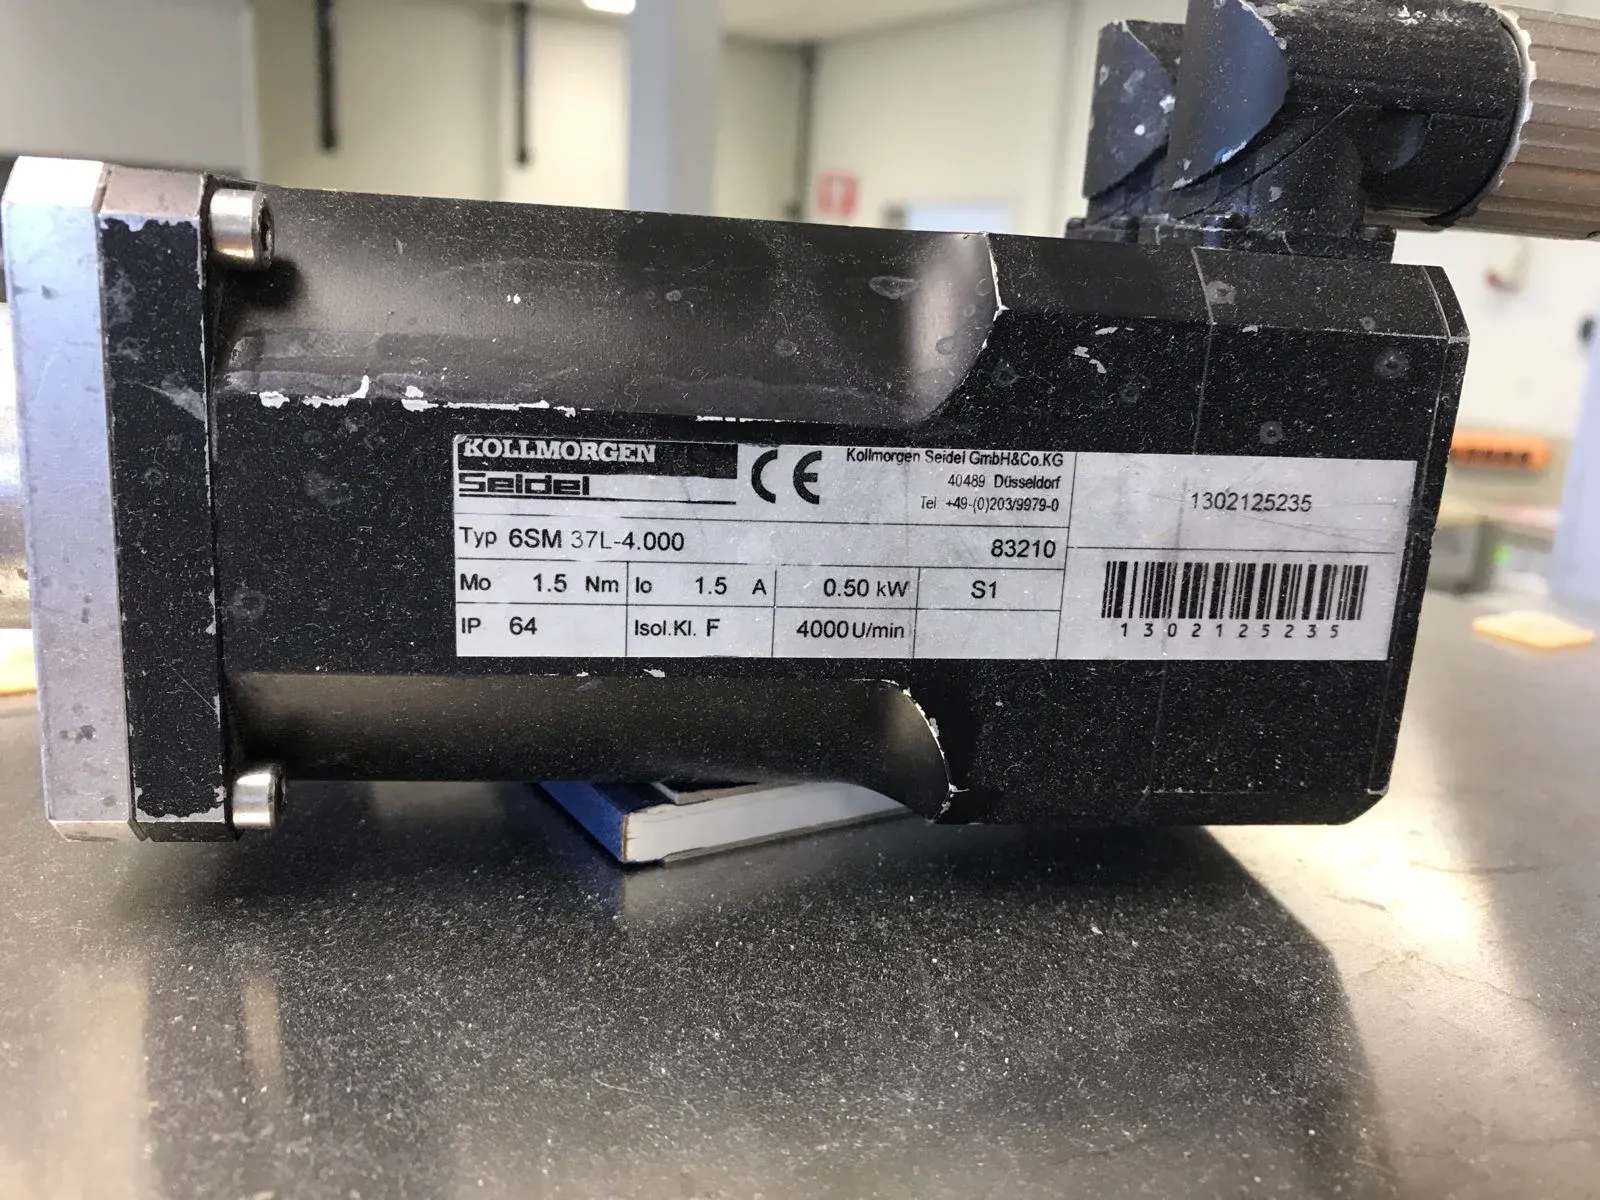 KOLLMORGEN
Seidel
CE
Kollmorgen Seidel GmbH&Co.KG
40489 Düsseldorf
Tel. +49-(0)203/9979-0
Typ 6SM 37L-4.000 83210
Mo 1.5 Nm Io 1.5 A 0.50 kW S1
IP 64 Isol.Kl. F 4000 U/min
1302125235
1302125235